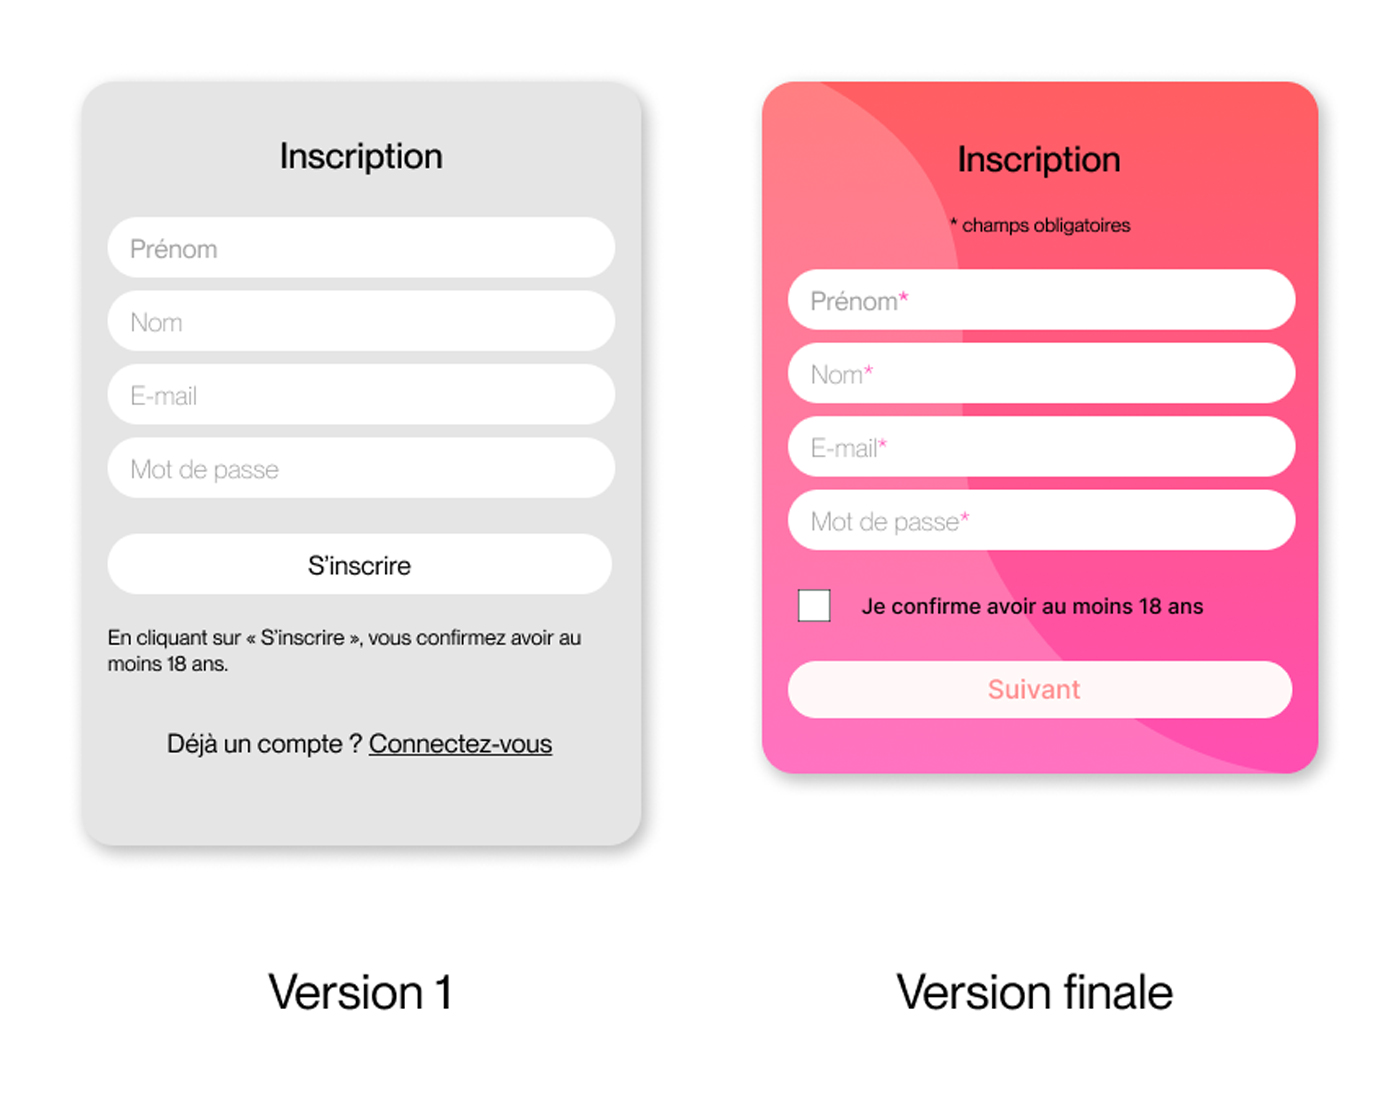 Inscription
Prénom
Nom
E-mail
Mot de passe
S’inscrire
En cliquant sur « S’inscrire », vous confirmez avoir au
moins 18 ans.
Déjà un compte ? Connectez-vous
Version 1
Inscription
* champs obligatoires
Prénom*
Nom*
E-mail*
Mot de passe*
Je confirme avoir au moins 18 ans
Suivant
Version finale